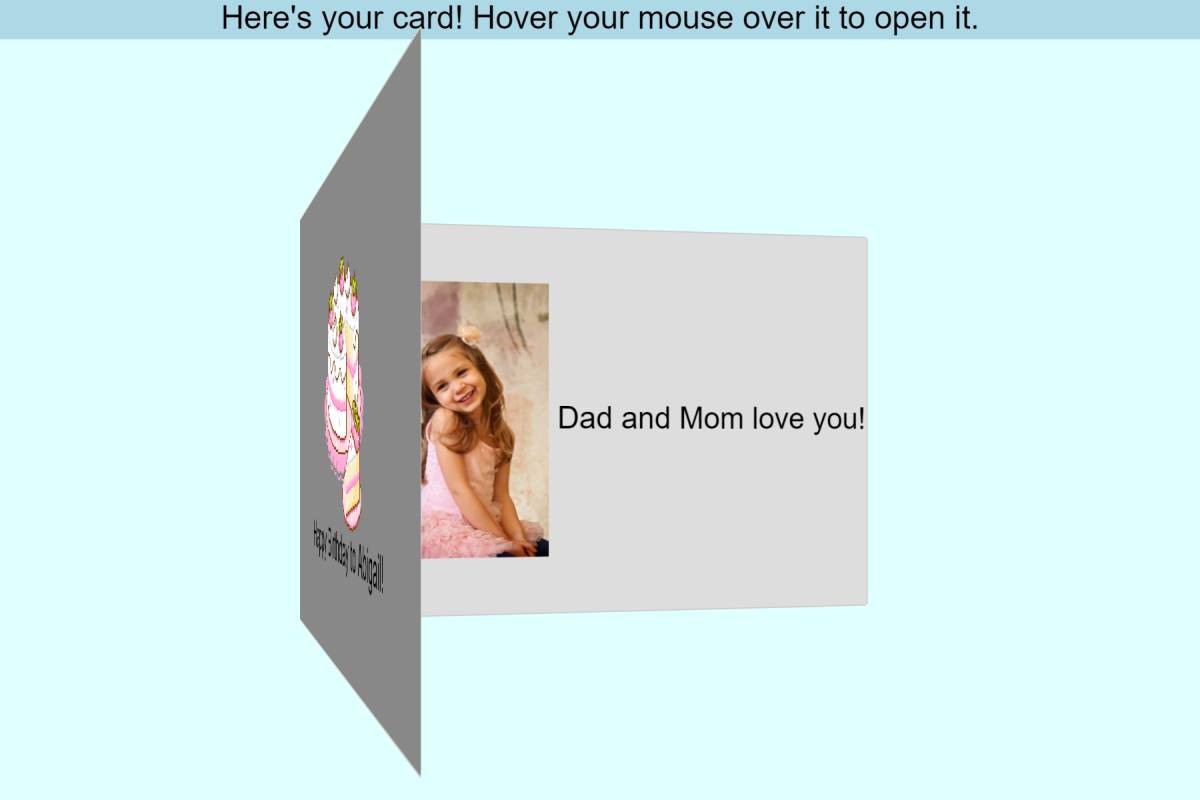 Here's your card! Hover your mouse over it to open it.
Happy Birthday to Abigail!
Dad and Mom love you!